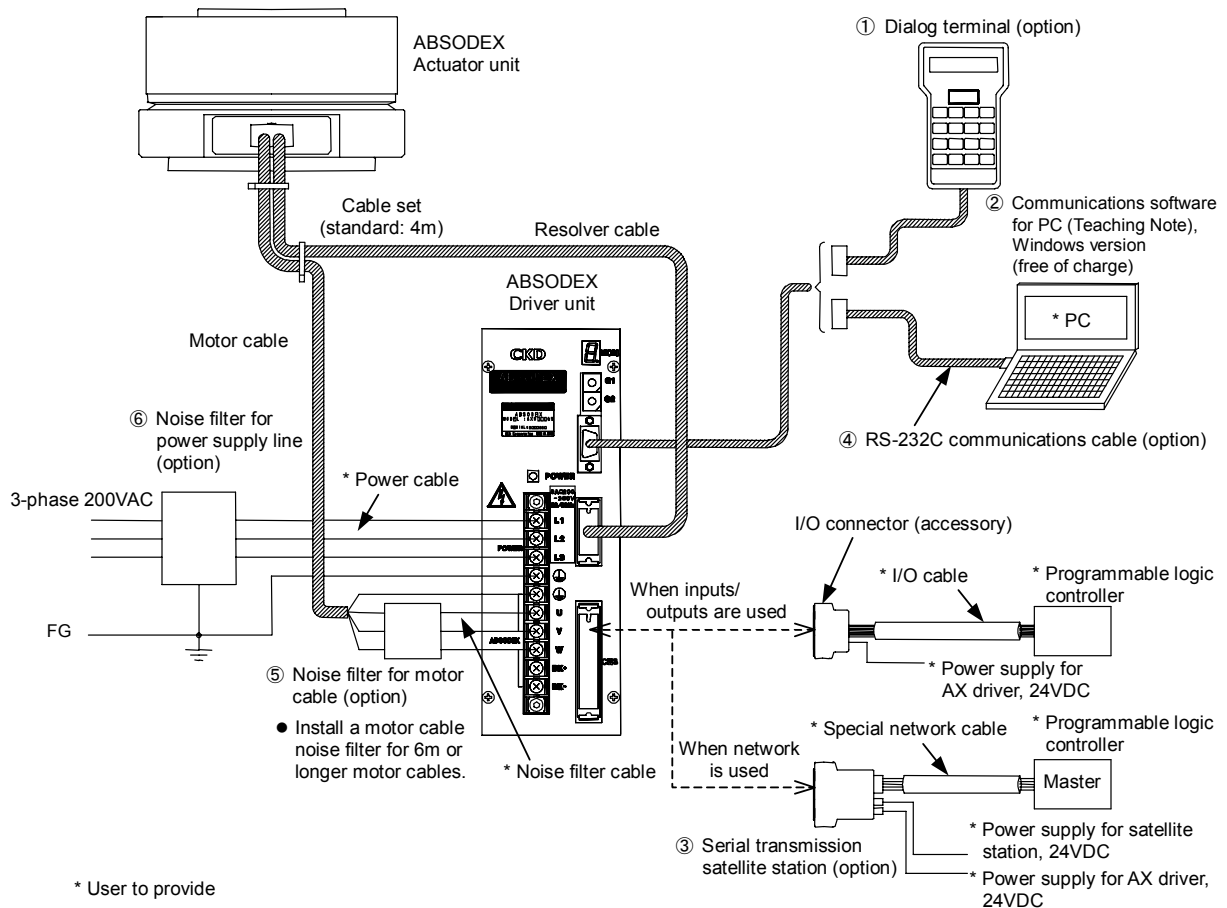 ABSODEX
Actuator unit
① Dialog terminal (option)
② Communications software
for PC (Teaching Note),
Windows version
(free of charge)
Cable set
(standard: 4m)
Resolver cable
ABSODEX
Driver unit
* PC
Motor cable
CKD
G1
G2
④ RS-232C communications cable (option)
⑥ Noise filter for
power supply line
(option)
* Power cable
POWER
3-phase 200VAC
L1
L2
L3
POWER
I/O connector (accessory)
* I/O cable
* Programmable logic
controller
When inputs/
outputs are used
U
V
W
ABSODEX
FG
* Power supply for
AX driver, 24VDC
⑤ Noise filter for motor
cable (option)
● Install a motor cable
noise filter for 6m or
longer motor cables.
* Noise filter cable
When network
is used
* Special network cable
* Programmable logic
controller
Master
③ Serial transmission
satellite station (option)
* Power supply for satellite
station, 24VDC
* Power supply for AX driver,
24VDC
* User to provide